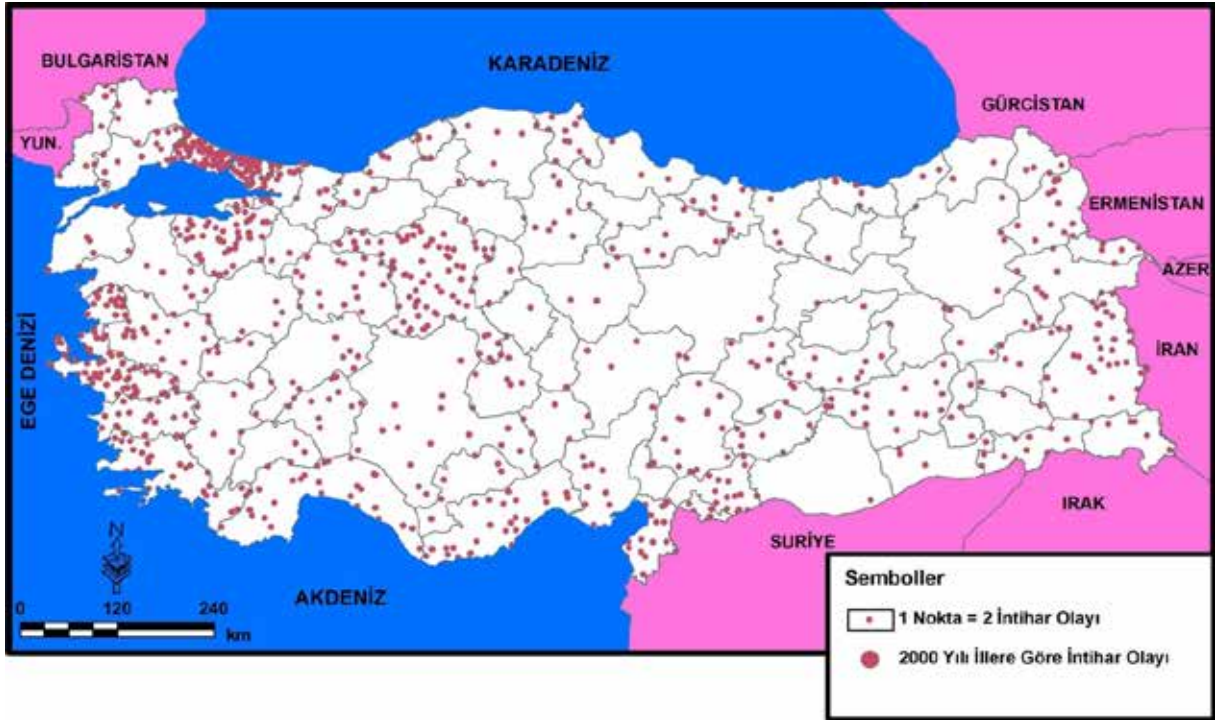 BULGARİSTAN
KARADENİZ
GÜRCİSTAN
YUN.
ERMENİSTAN
AZER
EGE DENİZİ
İRAN
N
IRAK
SURİYE
AKDENİZ
0 120 240
km
Semboller
1 Nokta = 2 İntihar Olayı
2000 Yılı İllere Göre İntihar Olayı